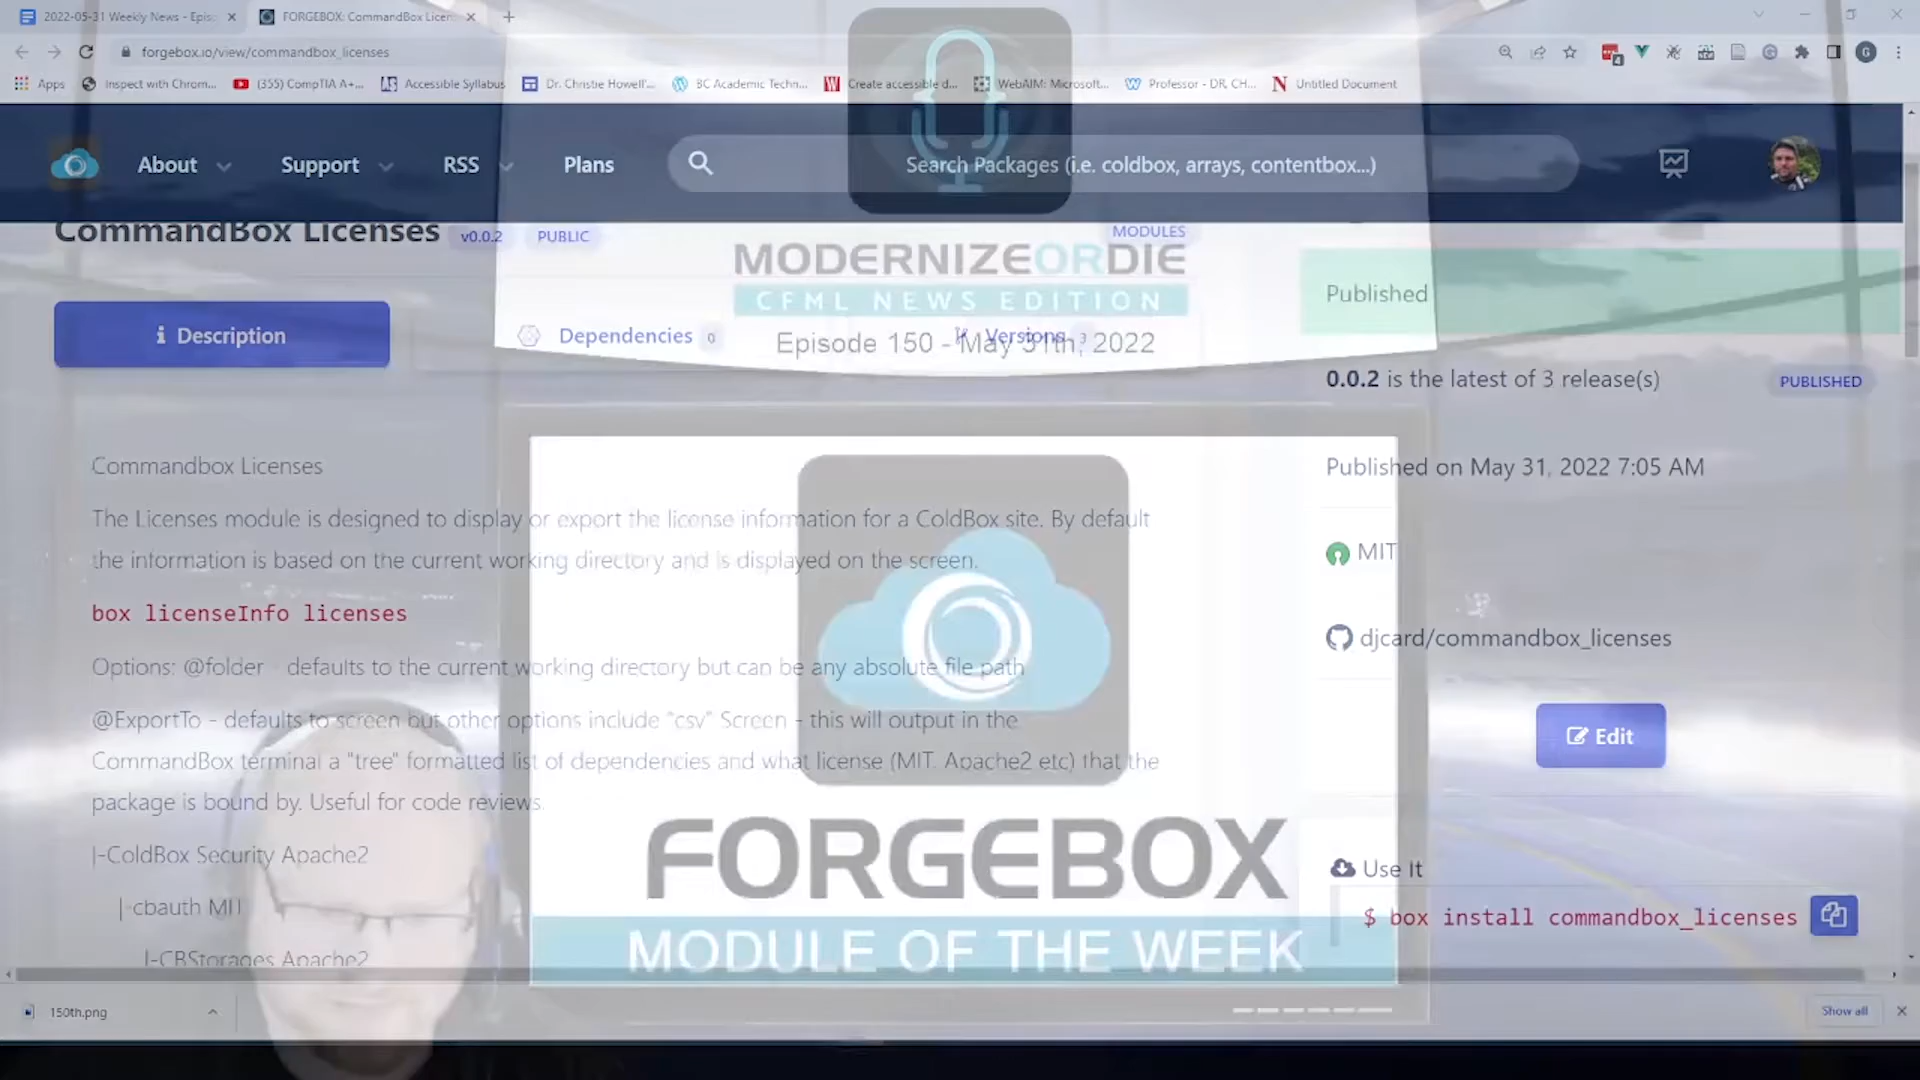 2022-05-31 Weekly News - Epis
FORGEBOX: CommandBox Licen
forgebox.io/view/commandbox_licenses
Apps
Inspect with Chrom...
(355) CompTIA A+...
Accessible Syllabus
Dr. Christie Howell'...
BC Academic Techn...
Create accessible d...
WebAIM: Microsoft...
Professor - DR. CH...
Untitled Document
About
Support
RSS
Plans
Search Packages (i.e. coldbox, arrays, contentbox...)
CommandBox Licenses
v0.0.2
PUBLIC
MODULES
MODERNIZEORDIE
CFML NEWS EDITION
Episode 150 - May 31th, 2022
Published
Description
Dependencies 0
Versions 3
0.0.2 is the latest of 3 release(s)
PUBLISHED
Commandbox Licenses
Published on May 31, 2022 7:05 AM
The Licenses module is designed to display or export the license information for a ColdBox site. By default
the information is based on the current working directory and is displayed on the screen.
MIT
box licenseInfo licenses
djcard/commandbox_licenses
Options: @folder - defaults to the current working directory but can be any absolute file path
@ExportTo - defaults to screen but other options include "csv" Screen - this will output in the
CommandBox terminal a "tree" formatted list of dependencies and what license (MIT, Apache2 etc) that the
package is bound by. Useful for code reviews.
Edit
|-ColdBox Security Apache2
|-cbauth MIT
|-CBStorages Apache2
FORGEBOX
MODULE OF THE WEEK
Use It
$ box install commandbox_licenses
150th.png
Show all